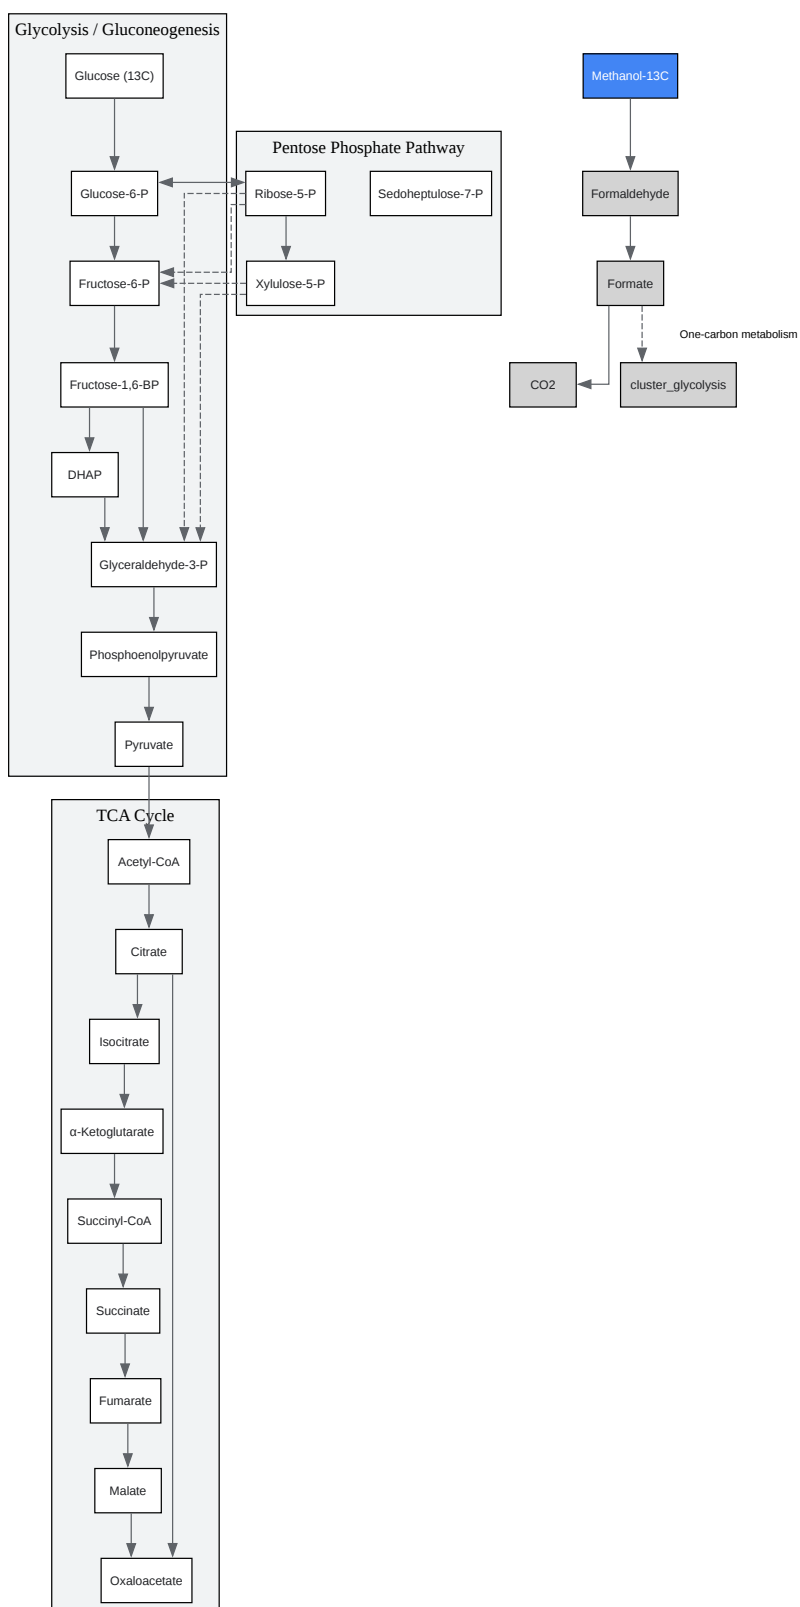 Glycolysis / Gluconeogenesis
Glucose (13C)
Methanol-13C
Pentose Phosphate Pathway
Glucose-6-P
Ribose-5-P
Sedoheptulose-7-P
Formaldehyde
Fructose-6-P
Xylulose-5-P
Formate
One-carbon metabolism
Fructose-1,6-BP
CO2
cluster_glycolysis
DHAP
Glyceraldehyde-3-P
Phosphoenolpyruvate
Pyruvate
TCA Cycle
Acetyl-CoA
Citrate
Isocitrate
α-Ketoglutarate
Succinyl-CoA
Succinate
Fumarate
Malate
Oxaloacetate